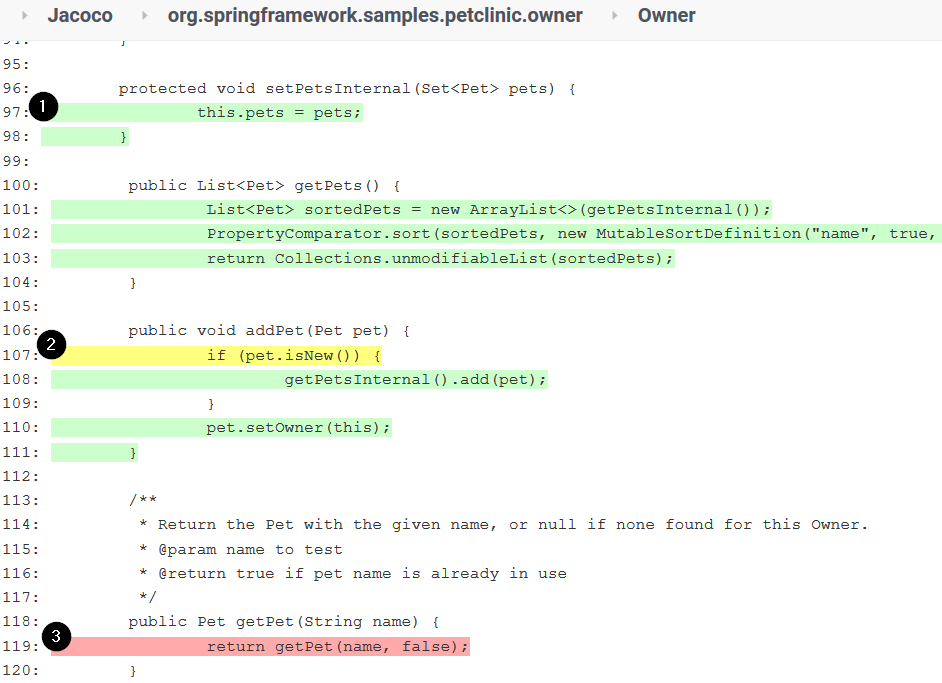 Jacoco org.springframework.samples.petclinic.owner Owner
94: }
95:
96: protected void setPetsInternal(Set<Pet> pets) {
1
97: this.pets = pets;
98: }
99:
100: public List<Pet> getPets() {
101: List<Pet> sortedPets = new ArrayList<>(getPetsInternal());
102: PropertyComparator.sort(sortedPets, new MutableSortDefinition("name", true,
103: return Collections.unmodifiableList(sortedPets);
104: }
105:
106: public void addPet(Pet pet) {
2
107: if (pet.isNew()) {
108: getPetsInternal().add(pet);
109: }
110: pet.setOwner(this);
111: }
112:
113: /**
114: * Return the Pet with the given name, or null if none found for this Owner.
115: * @param name to test
116: * @return true if pet name is already in use
117: */
118: public Pet getPet(String name) {
3
119: return getPet(name, false);
120: }